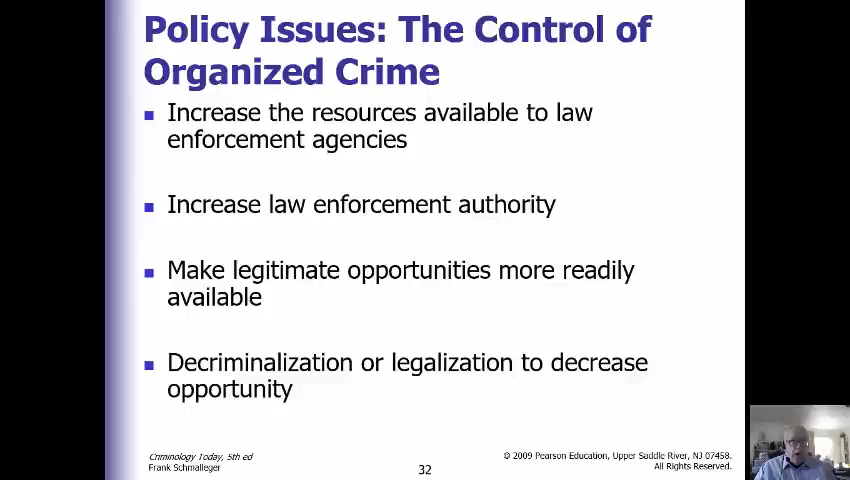 Policy Issues: The Control of
Organized Crime
Increase the resources available to law
enforcement agencies
Increase law enforcement authority
Make legitimate opportunities more readily
available
Decriminalization or legalization to decrease
opportunity
Criminology Today, 5th ed
Frank Schmalleger
32
© 2009 Pearson Education, Upper Saddle River, NJ 07458.
All Rights Reserved.